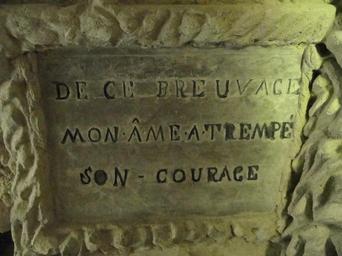 DE CE BREUVAGE
MON·ÂME·A·TREMPÉ
SON - COURAGE